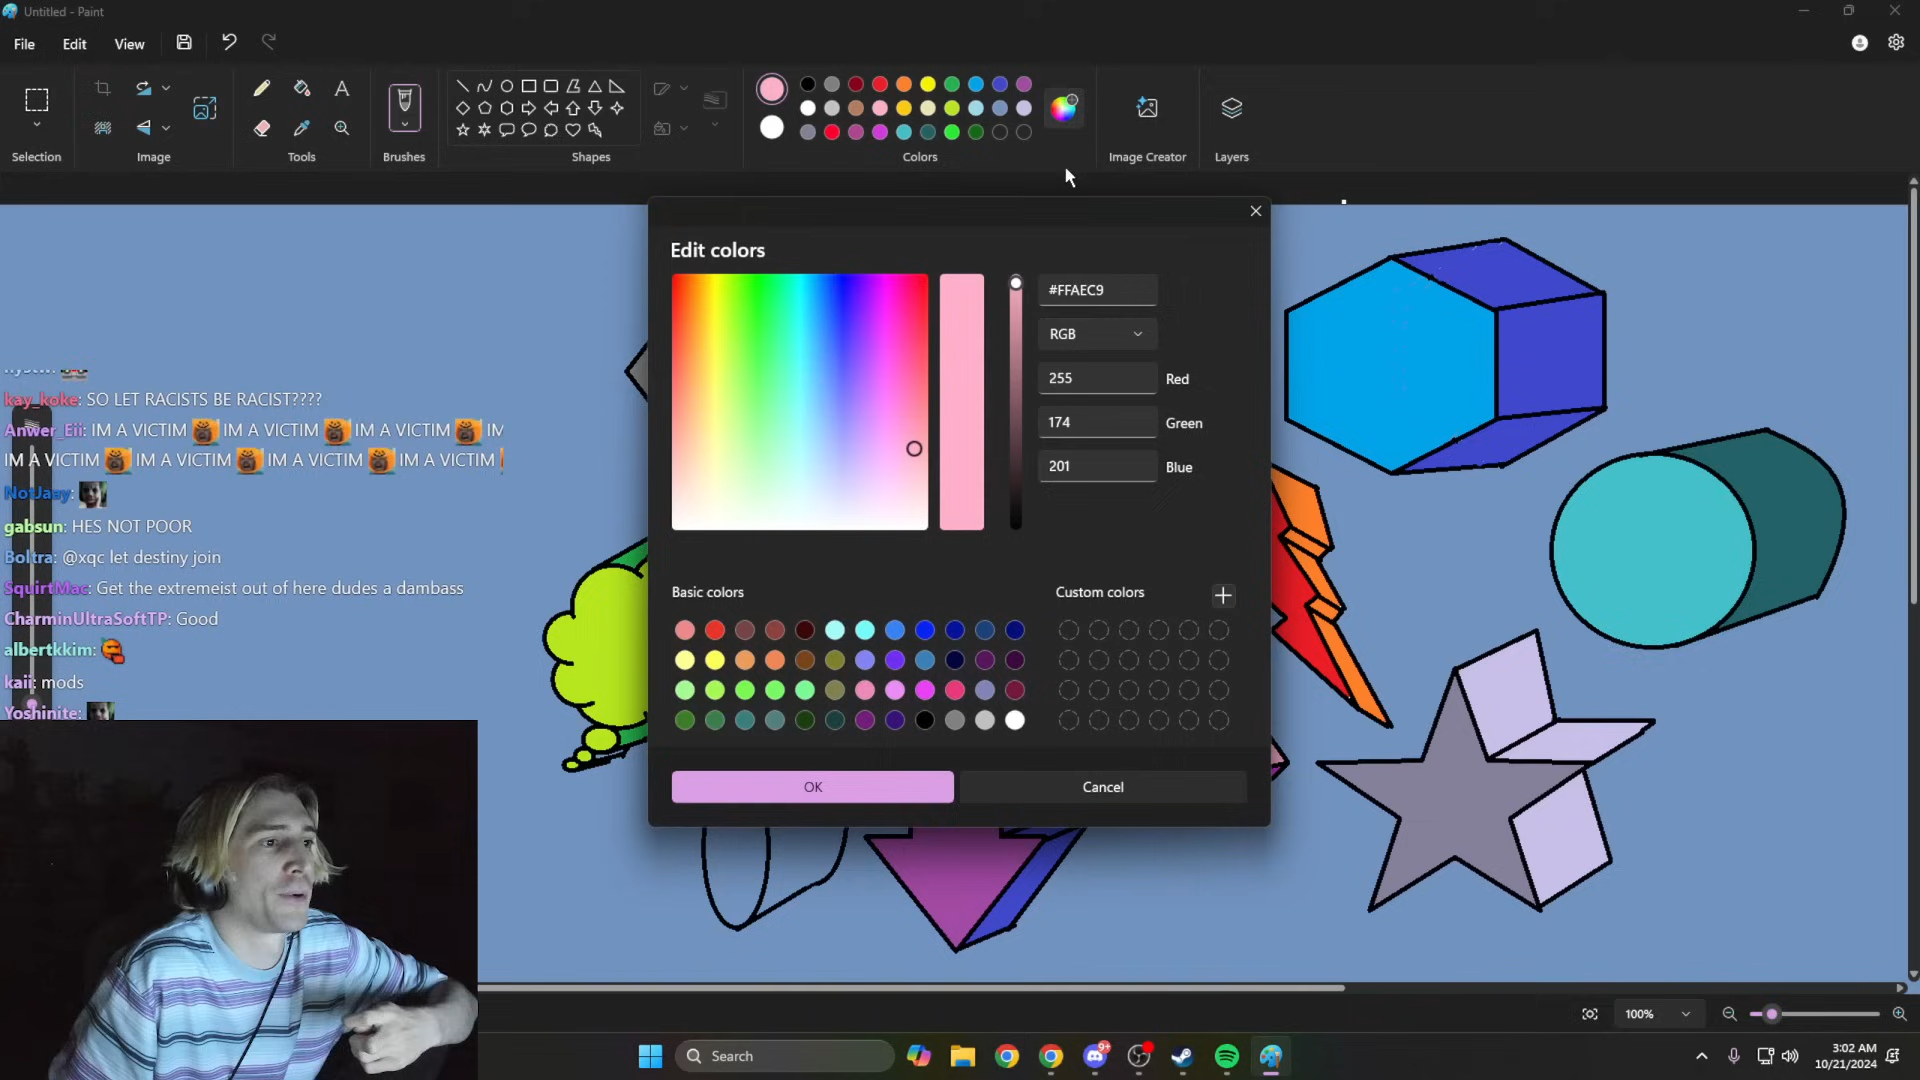 Untitled - Paint
File
Edit
View
Selection
Image
Tools
Brushes
Shapes
Colors
Image Creator
Layers
Edit colors
#FFAEC9
RGB
255 Red
174 Green
201 Blue
Basic colors
Custom colors
OK
Cancel
kay_koke: SO LET RACISTS BE RACIST????
Anwer_Eii: IM A VICTIM IM A VICTIM IM A VICTIM IM
IM A VICTIM IM A VICTIM IM A VICTIM IM A VICTIM
NotJaay:
gabsun: HES NOT POOR
Boltra: @xqc let destiny join
SquirtMac: Get the extremeist out of here dudes a dambass
CharminUltraSoftTP: Good
albertkkim:
kaii: mods
Yoshinite:
100%
Search
9+
3:02 AM
10/21/2024